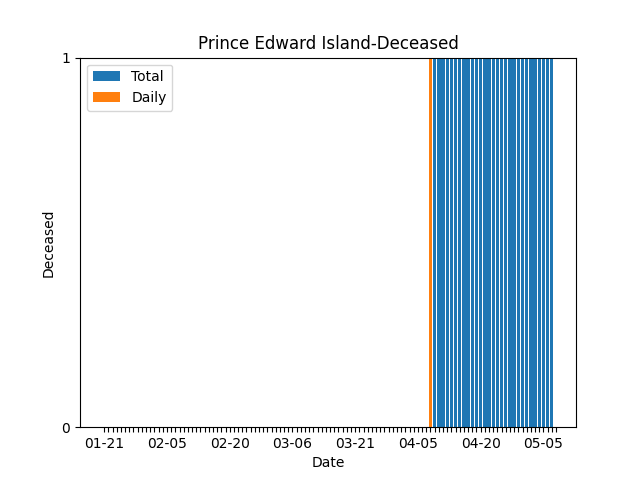 Prince Edward Island-Deceased
1
Total
Daily
Deceased
0
01-21 02-05 02-20 03-06 03-21 04-05 04-20 05-05
Date